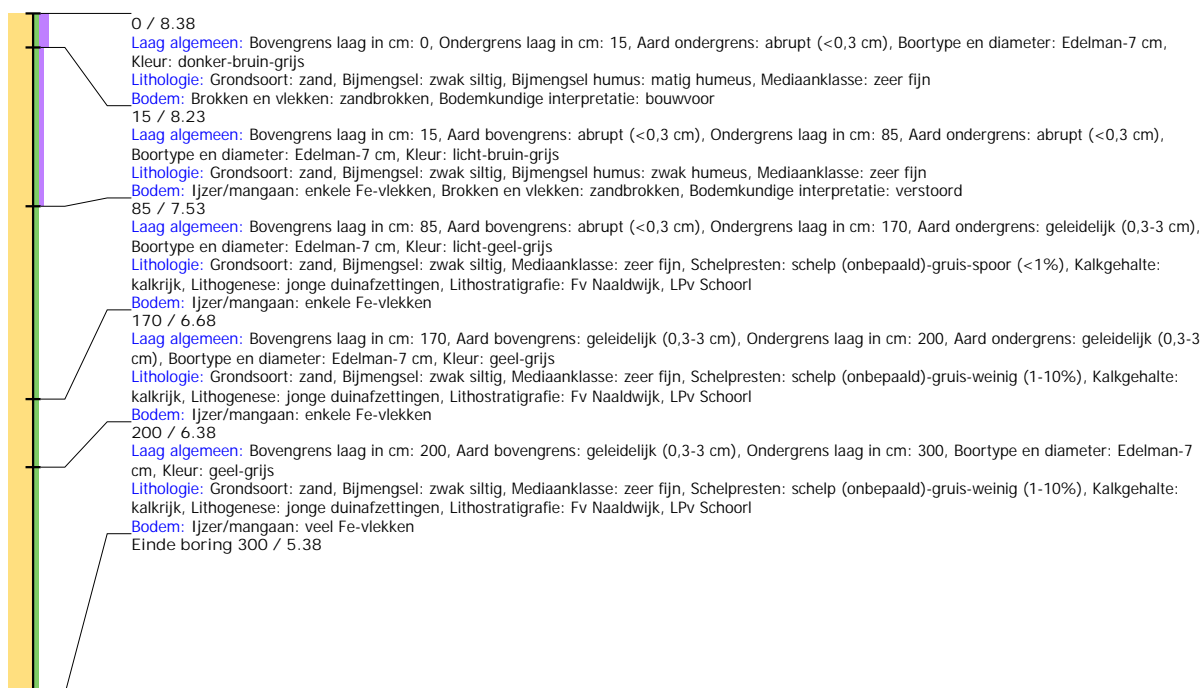 0 / 8.38
Laag algemeen: Bovengrens laag in cm: 0, Ondergrens laag in cm: 15, Aard ondergrens: abrupt (<0,3 cm), Boortype en diameter: Edelman-7 cm,
Kleur: donker-bruin-grijs
Lithologie: Grondsoort: zand, Bijmengsel: zwak siltig, Bijmengsel humus: matig humeus, Mediaanklasse: zeer fijn
Bodem: Brokken en vlekken: zandbrokken, Bodemkundige interpretatie: bouwvoor
15 / 8.23
Laag algemeen: Bovengrens laag in cm: 15, Aard bovengrens: abrupt (<0,3 cm), Ondergrens laag in cm: 85, Aard ondergrens: abrupt (<0,3 cm),
Boortype en diameter: Edelman-7 cm, Kleur: licht-bruin-grijs
Lithologie: Grondsoort: zand, Bijmengsel: zwak siltig, Bijmengsel humus: zwak humeus, Mediaanklasse: zeer fijn
Bodem: Ijzer/mangaan: enkele Fe-vlekken, Brokken en vlekken: zandbrokken, Bodemkundige interpretatie: verstoord
85 / 7.53
Laag algemeen: Bovengrens laag in cm: 85, Aard bovengrens: abrupt (<0,3 cm), Ondergrens laag in cm: 170, Aard ondergrens: geleidelijk (0,3-3 cm),
Boortype en diameter: Edelman-7 cm, Kleur: licht-geel-grijs
Lithologie: Grondsoort: zand, Bijmengsel: zwak siltig, Mediaanklasse: zeer fijn, Schelpresten: schelp (onbepaald)-gruis-spoor (<1%), Kalkgehalte:
kalkrijk, Lithogenese: jonge duinafzettingen, Lithostratigrafie: Fv Naaldwijk, LPv Schoorl
Bodem: Ijzer/mangaan: enkele Fe-vlekken
170 / 6.68
Laag algemeen: Bovengrens laag in cm: 170, Aard bovengrens: geleidelijk (0,3-3 cm), Ondergrens laag in cm: 200, Aard ondergrens: geleidelijk (0,3-3
cm), Boortype en diameter: Edelman-7 cm, Kleur: geel-grijs
Lithologie: Grondsoort: zand, Bijmengsel: zwak siltig, Mediaanklasse: zeer fijn, Schelpresten: schelp (onbepaald)-gruis-weinig (1-10%), Kalkgehalte:
kalkrijk, Lithogenese: jonge duinafzettingen, Lithostratigrafie: Fv Naaldwijk, LPv Schoorl
Bodem: Ijzer/mangaan: enkele Fe-vlekken
200 / 6.38
Laag algemeen: Bovengrens laag in cm: 200, Aard bovengrens: geleidelijk (0,3-3 cm), Ondergrens laag in cm: 300, Boortype en diameter: Edelman-7
cm, Kleur: geel-grijs
Lithologie: Grondsoort: zand, Bijmengsel: zwak siltig, Mediaanklasse: zeer fijn, Schelpresten: schelp (onbepaald)-gruis-weinig (1-10%), Kalkgehalte:
kalkrijk, Lithogenese: jonge duinafzettingen, Lithostratigrafie: Fv Naaldwijk, LPv Schoorl
Bodem: Ijzer/mangaan: veel Fe-vlekken
Einde boring 300 / 5.38